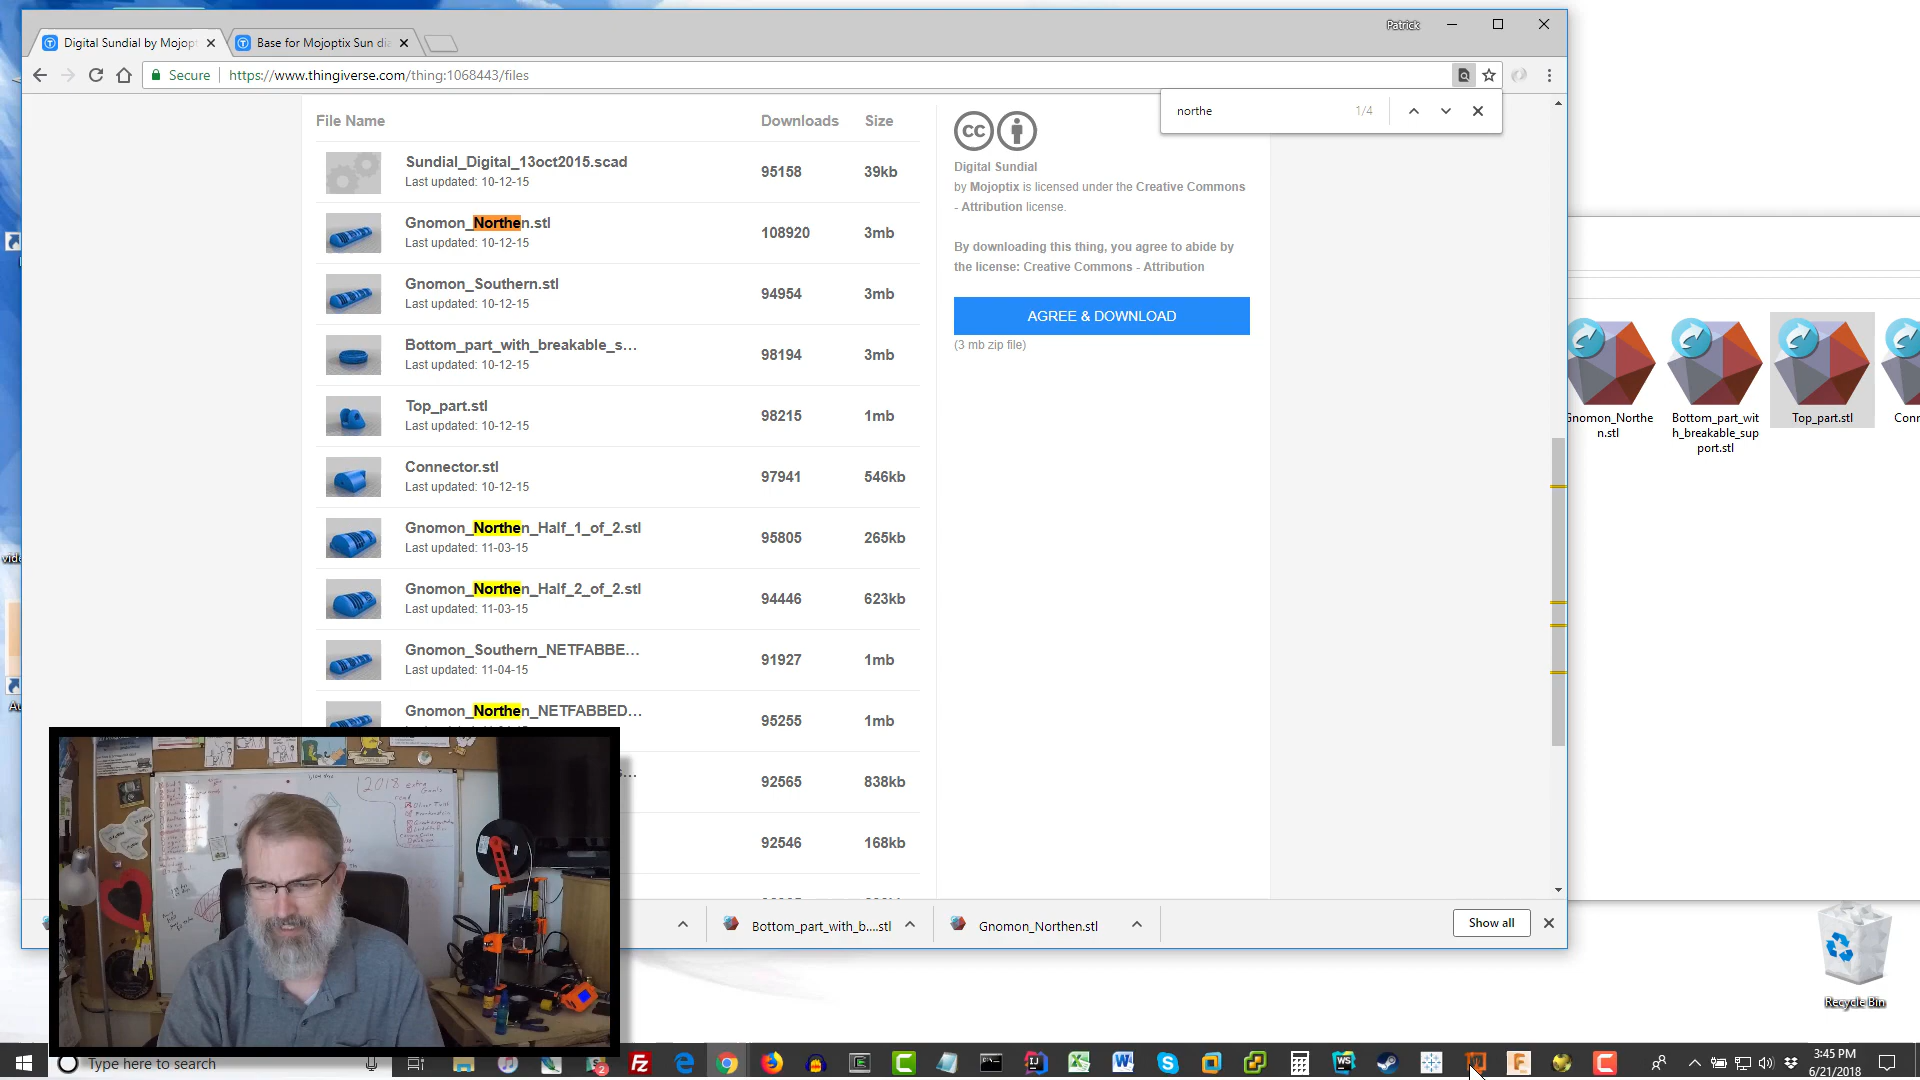 Patrick
Digital Sundial by Mojopt
Base for Mojoptix Sun dia
Secure
https://www.thingiverse.com/thing:1068443/files
northe
1/4
File Name
Downloads
Size
Sundial_Digital_13oct2015.scad
Last updated: 10-12-15
95158
39kb
Gnomon_Northen.stl
Last updated: 10-12-15
108920
3mb
Gnomon_Southern.stl
Last updated: 10-12-15
94954
3mb
Bottom_part_with_breakable_s...
Last updated: 10-12-15
98194
3mb
Top_part.stl
Last updated: 10-12-15
98215
1mb
Connector.stl
Last updated: 10-12-15
97941
546kb
Gnomon_Northen_Half_1_of_2.stl
Last updated: 11-03-15
95805
265kb
Gnomon_Northen_Half_2_of_2.stl
Last updated: 11-03-15
94446
623kb
Gnomon_Southern_NETFABBE...
Last updated: 11-04-15
91927
1mb
Gnomon_Northen_NETFABBED...
95255
1mb
92565
838kb
92546
168kb
cc
Digital Sundial
by Mojoptix is licensed under the Creative Commons
- Attribution license.
By downloading this thing, you agree to abide by
the license: Creative Commons - Attribution
AGREE & DOWNLOAD
(3 mb zip file)
Gnomon_Northe
n.stl
Bottom_part_wit
h_breakable_sup
port.stl
Top_part.stl
Conn
Bottom_part_with_b....stl
Gnomon_Northen.stl
Show all
Recycle Bin
2018
Type here to search
3:45 PM
6/21/2018